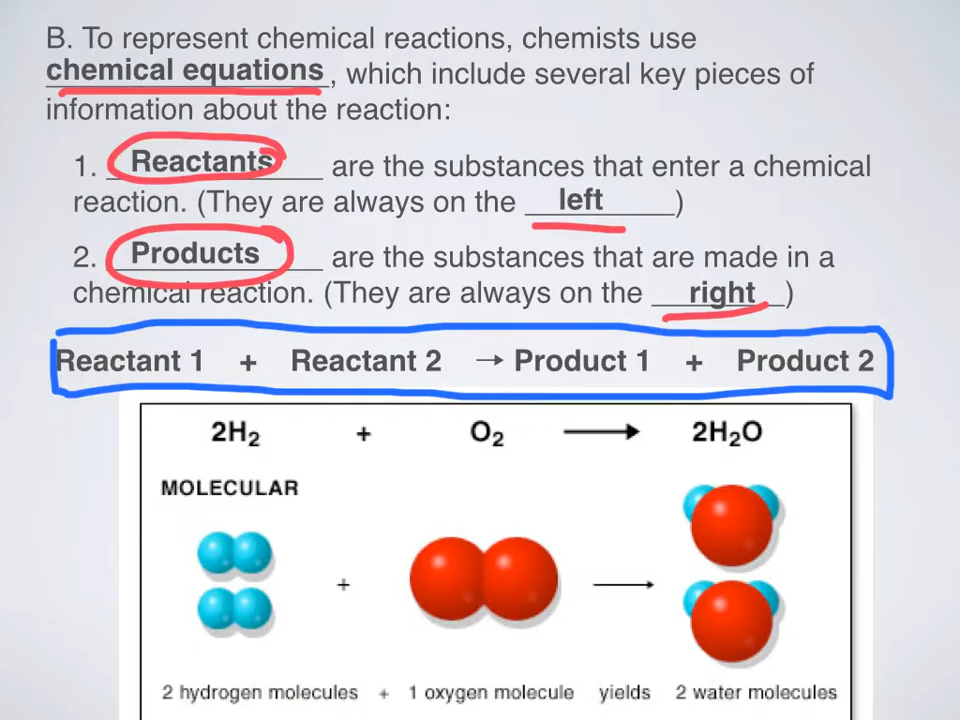 B. To represent chemical reactions, chemists use
chemical equations, which include several key pieces of
information about the reaction:
1. Reactants are the substances that enter a chemical
reaction. (They are always on the left)
2. Products are the substances that are made in a
chemical reaction. (They are always on the right)
Reactant 1 + Reactant 2 → Product 1 + Product 2
2H₂ + O₂ → 2H₂O
MOLECULAR
+ →
2 hydrogen molecules + 1 oxygen molecule yields 2 water molecules